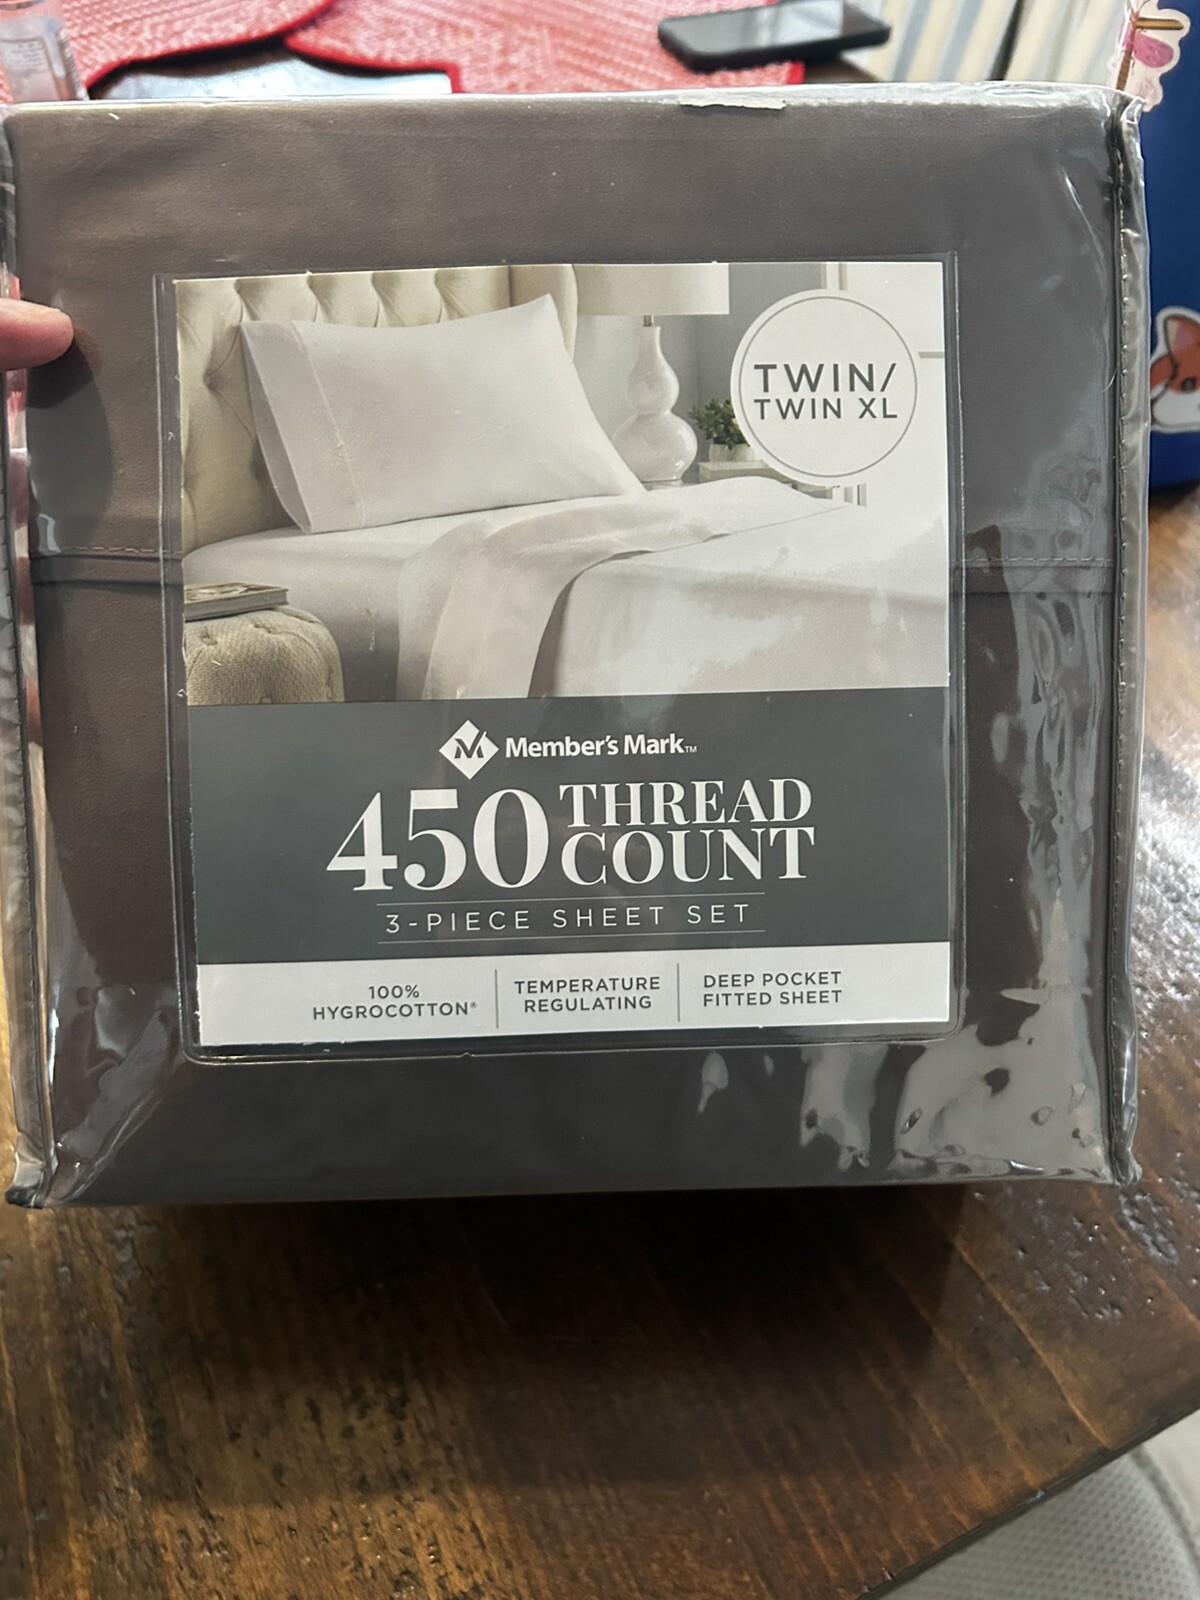 TWIN/
TWIN XL
Member's Mark™
450 THREAD
COUNT
3-PIECE SHEET SET
100%
HYGROCOTTON®
TEMPERATURE
REGULATING
DEEP POCKET
FITTED SHEET